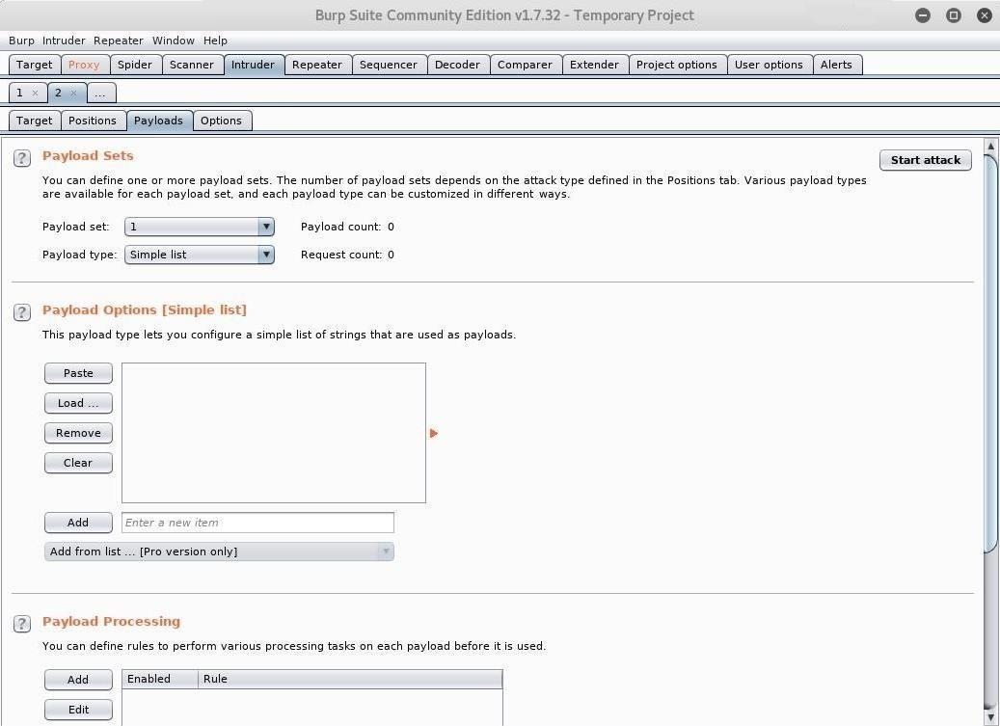 Burp Suite Community Edition v1.7.32 - Temporary Project
Burp Intruder Repeater Window Help
Target Proxy Spider Scanner Intruder Repeater Sequencer Decoder Comparer Extender Project options User options Alerts
1 × 2 × ...
Target Positions Payloads Options
? Payload Sets Start attack
You can define one or more payload sets. The number of payload sets depends on the attack type defined in the Positions tab. Various payload types
are available for each payload set, and each payload type can be customized in different ways.
Payload set: 1 Payload count: 0
Payload type: Simple list Request count: 0
? Payload Options [Simple list]
This payload type lets you configure a simple list of strings that are used as payloads.
Paste
Load ...
Remove
Clear
Add Enter a new item
Add from list ... [Pro version only]
? Payload Processing
You can define rules to perform various processing tasks on each payload before it is used.
Add Enabled Rule
Edit